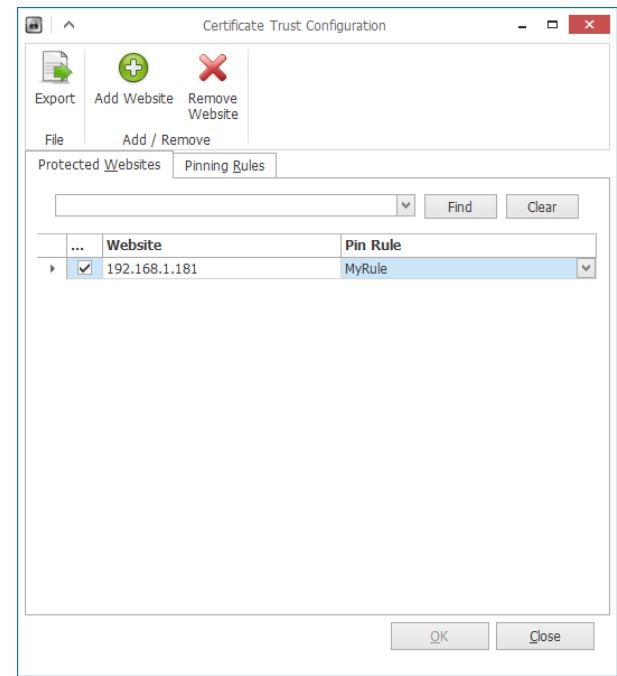 Certificate Trust Configuration
Export
Add Website
Remove
Website
File
Add / Remove
Protected Websites
Pinning Rules
Find
Clear
... Website Pin Rule
192.168.1.181 MyRule
OK
Close